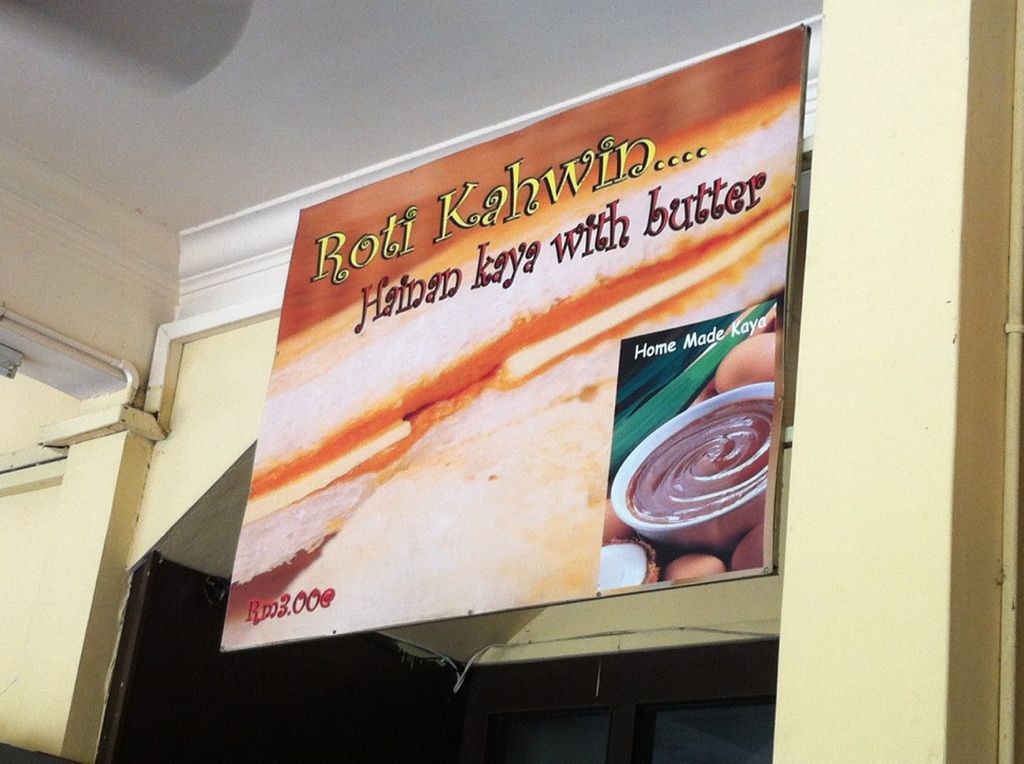 Roti Kahwin....
Hainan kaya with butter
Home Made Kaya
Rm3.00@